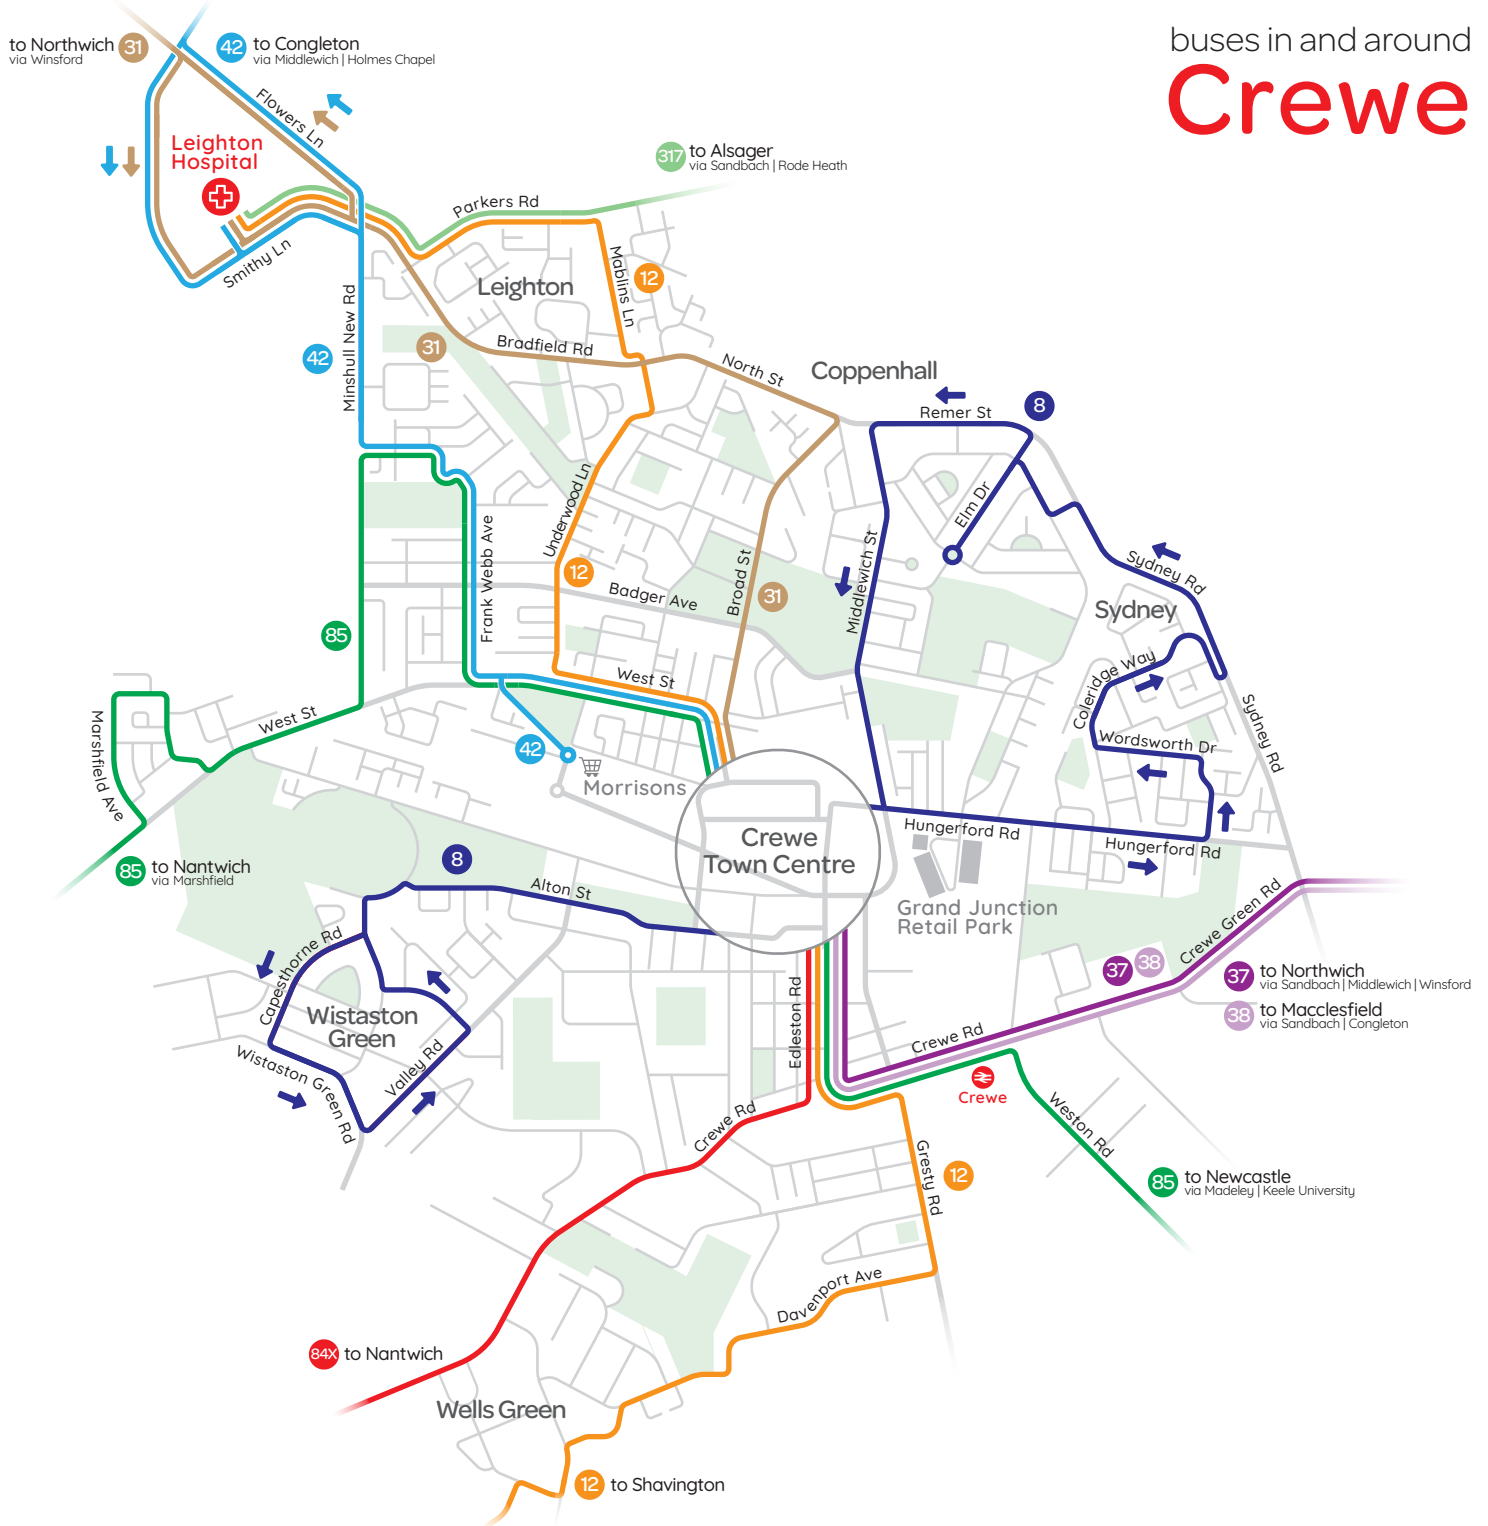 buses in and around
Crewe
to Northwich
via Winsford
31
42
to Congleton
via Middlewich | Holmes Chapel
Flowers Ln
Leighton
Hospital
Smithy Ln
317
to Alsager
via Sandbach | Rode Heath
Parkers Rd
Mablins Ln
12
Leighton
Minshull New Rd
42
31
Bradfield Rd
North St
Coppenhall
Remer St
8
Elm Dr
Underwood Ln
12
Frank Webb Ave
Badger Ave
Broad St
31
Middlewich St
Sydney Rd
Sydney
85
West St
Coleridge Way
Wordsworth Dr
Sydney Rd
Marshfield Ave
West St
42
Morrisons
Crewe
Town Centre
Hungerford Rd
Hungerford Rd
85
to Nantwich
via Marshfield
8
Alton St
Grand Junction
Retail Park
Capesthorne Rd
Wistaston
Green
Wistaston Green Rd
Valley Rd
Edleston Rd
Crewe Green Rd
37
38
37
to Northwich
via Sandbach | Middlewich | Winsford
38
to Macclesfield
via Sandbach | Congleton
Crewe Rd
Crewe
Crewe Rd
Weston Rd
Gresty Rd
12
85
to Newcastle
via Madeley | Keele University
Davenport Ave
84X
to Nantwich
Wells Green
12
to Shavington